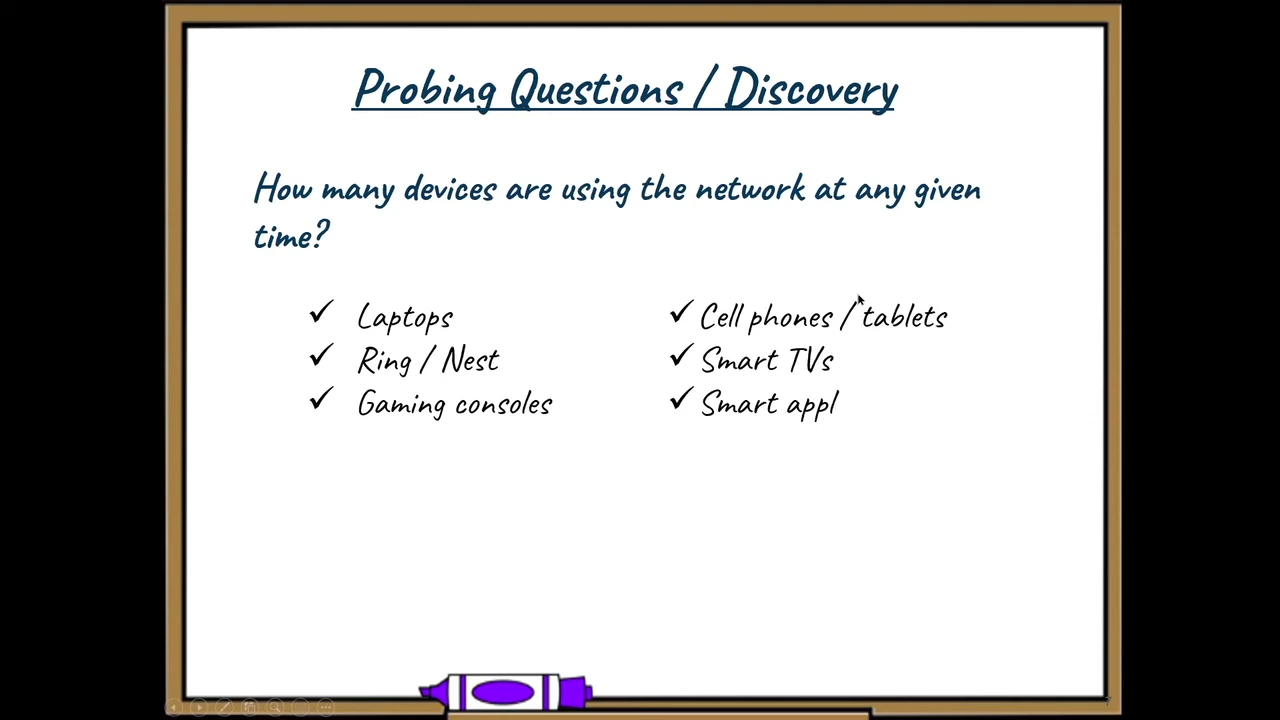 Probing Questions / Discovery
How many devices are using the network at any given
time?
✓ Laptops
✓ Ring / Nest
✓ Gaming consoles
✓ Cell phones / tablets
✓ Smart TVs
✓ Smart appl